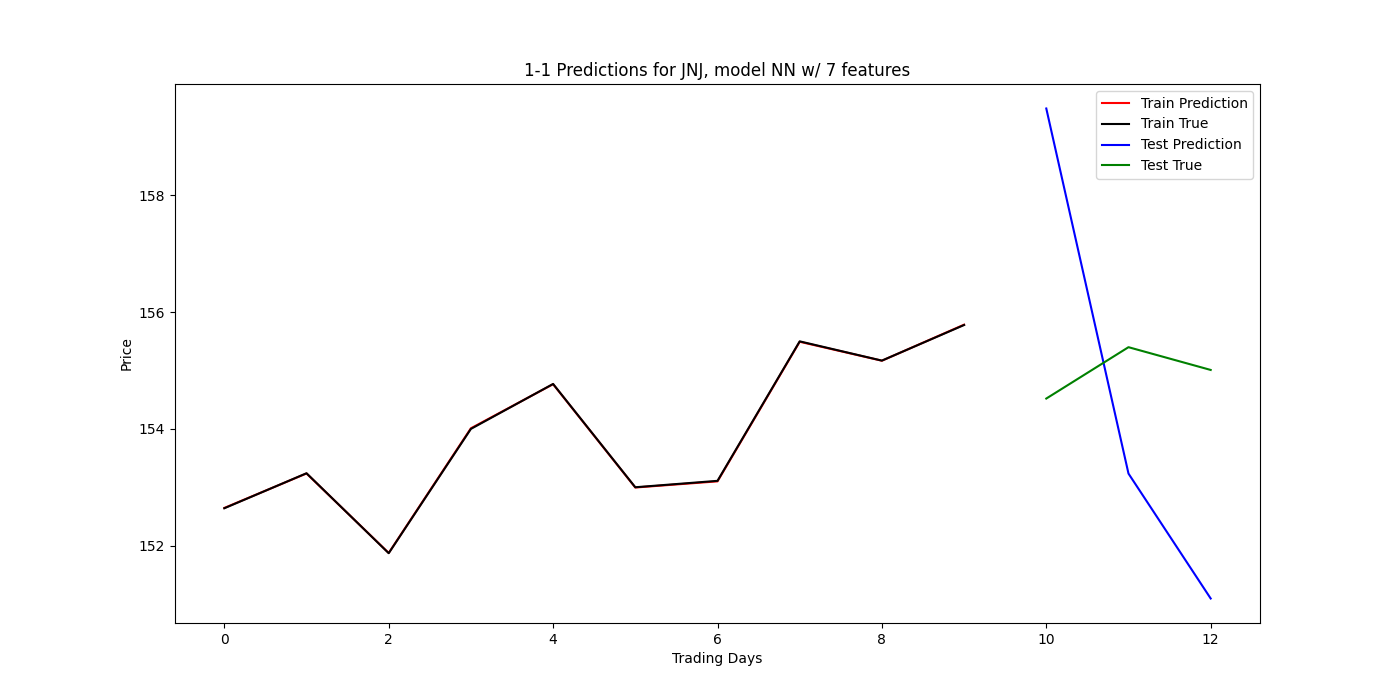 1-1 Predictions for JNJ, model NN w/ 7 features
Train Prediction
Train True
Test Prediction
Test True
158
156
154
152
Price
0 2 4 6 8 10 12
Trading Days